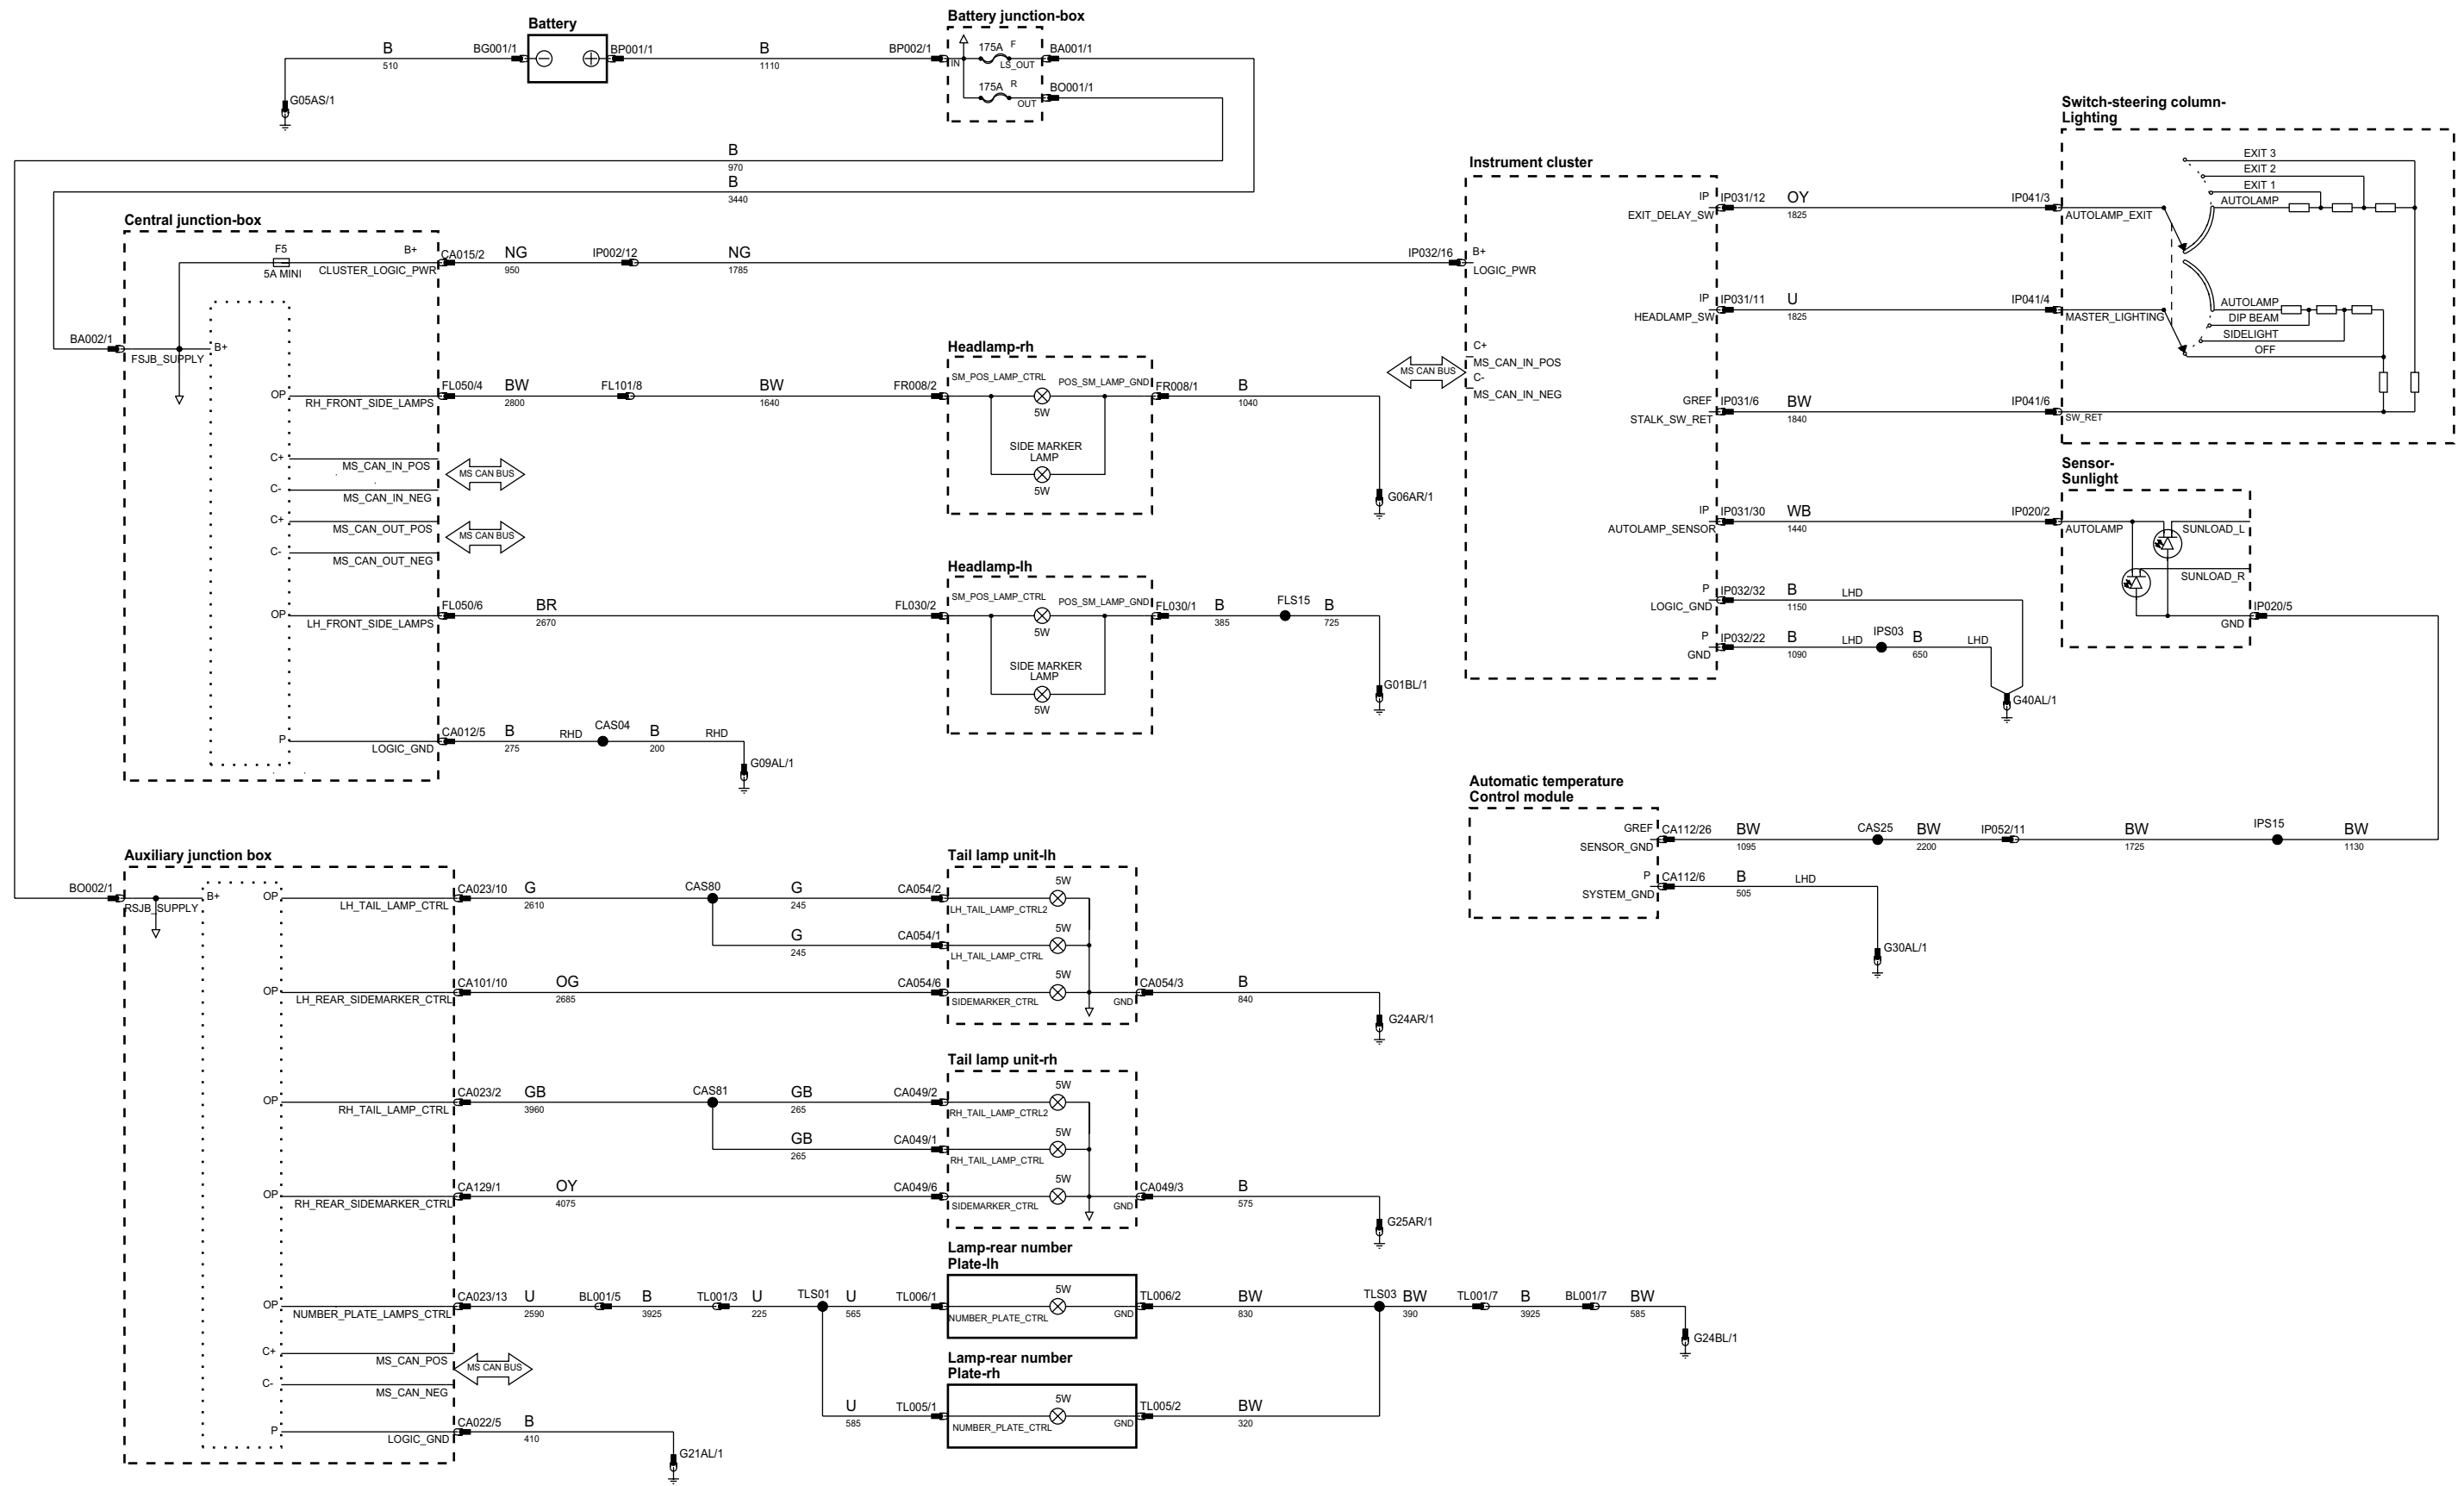 Battery
BG001/1
BP001/1
B
510
B
1110
G05AS/1
Battery junction-box
BP002/1
IN
175A F
LS_OUT
BA001/1
175A R
OUT
BO001/1
B
970
B
3440
Central junction-box
F5
5A MINI
B+
CLUSTER_LOGIC_PWR
CA015/2
NG
950
IP002/12
NG
1785
IP032/16
BA002/1
FSJB_SUPPLY
B+
OP
RH_FRONT_SIDE_LAMPS
FL050/4
BW
2800
FL101/8
BW
1640
FR008/2
C+
MS_CAN_IN_POS
C-
MS_CAN_IN_NEG
MS CAN BUS
C+
MS_CAN_OUT_POS
C-
MS_CAN_OUT_NEG
MS CAN BUS
OP
LH_FRONT_SIDE_LAMPS
FL050/6
BR
2670
FL030/2
P
LOGIC_GND
CA012/5
B
275
RHD
CAS04
B
200
RHD
G09AL/1
Headlamp-rh
SM_POS_LAMP_CTRL
POS_SM_LAMP_GND
5W
SIDE MARKER
LAMP
5W
FR008/1
B
1040
G06AR/1
Headlamp-lh
SM_POS_LAMP_CTRL
POS_SM_LAMP_GND
5W
SIDE MARKER
LAMP
5W
FL030/1
B
385
FLS15
B
725
G01BL/1
Instrument cluster
B+
LOGIC_PWR
C+
MS_CAN_IN_POS
C-
MS_CAN_IN_NEG
MS CAN BUS
IP
EXIT_DELAY_SW
IP031/12
OY
1825
IP041/3
IP
HEADLAMP_SW
IP031/11
U
1825
IP041/4
GREF
STALK_SW_RET
IP031/6
BW
1840
IP041/6
IP
AUTOLAMP_SENSOR
IP031/30
WB
1440
IP020/2
P
LOGIC_GND
IP032/32
B
1150
LHD
P
GND
IP032/22
B
1090
LHD
IPS03
B
650
LHD
G40AL/1
Switch-steering column-
Lighting
EXIT 3
EXIT 2
EXIT 1
AUTOLAMP
AUTOLAMP_EXIT
AUTOLAMP
DIP BEAM
SIDELIGHT
OFF
MASTER_LIGHTING
SW_RET
Sensor-
Sunlight
AUTOLAMP
SUNLOAD_L
SUNLOAD_R
GND
IP020/5
Automatic temperature
Control module
GREF
SENSOR_GND
CA112/26
BW
1095
CAS25
BW
2200
IP052/11
BW
1725
IPS15
BW
1130
P
SYSTEM_GND
CA112/6
B
505
LHD
G30AL/1
Auxiliary junction box
BO002/1
RSJB_SUPPLY
B+
OP
LH_TAIL_LAMP_CTRL
CA023/10
G
2610
CAS80
G
245
CA054/2
G
245
CA054/1
OP
LH_REAR_SIDEMARKER_CTRL
CA101/10
OG
2685
CA054/6
Tail lamp unit-lh
5W
LH_TAIL_LAMP_CTRL2
5W
LH_TAIL_LAMP_CTRL
5W
SIDEMARKER_CTRL
GND
CA054/3
B
840
G24AR/1
OP
RH_TAIL_LAMP_CTRL
CA023/2
GB
3960
CAS81
GB
265
CA049/2
GB
265
CA049/1
OP
RH_REAR_SIDEMARKER_CTRL
CA129/1
OY
4075
CA049/6
Tail lamp unit-rh
5W
RH_TAIL_LAMP_CTRL2
5W
RH_TAIL_LAMP_CTRL
5W
SIDEMARKER_CTRL
GND
CA049/3
B
575
G25AR/1
OP
NUMBER_PLATE_LAMPS_CTRL
CA023/13
U
2590
BL001/5
B
3925
TL001/3
U
225
TLS01
U
565
TL006/1
Lamp-rear number
Plate-lh
5W
NUMBER_PLATE_CTRL
GND
TL006/2
BW
830
TLS03
BW
390
TL001/7
B
3925
BL001/7
BW
585
G24BL/1
C+
MS_CAN_POS
C-
MS_CAN_NEG
MS CAN BUS
U
585
TL005/1
Lamp-rear number
Plate-rh
5W
NUMBER_PLATE_CTRL
GND
TL005/2
BW
320
P
LOGIC_GND
CA022/5
B
410
G21AL/1